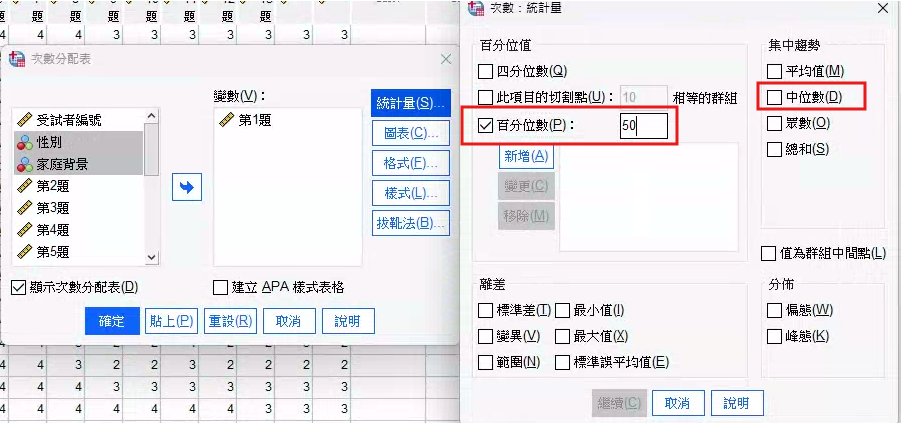 次數：統計量
題 題 題 題 題 題 題 題
4 4 3 3 3 3 3 3
次數分配表
變數(V)：
受試者編號
性別
家庭背景
第2題
第3題
第4題
第5題
第1題
統計量(S)...
圖表(C)...
格式(F)...
樣式(L)...
拔靴法(B)...
顯示次數分配表(D)
建立 APA 樣式表格
確定
貼上(P)
重設(R)
取消
說明
4 4 3 2 2 3 2 2
4 4 3 3 3 3 3 3
4 4 4 4 3 3 3 3
百分位值
四分位數(Q)
此項目的切割點(U)： 10 相等的群組
百分位數(P)： 50
新增(A)
變更(C)
移除(M)
集中趨勢
平均值(M)
中位數(D)
眾數(O)
總和(S)
值為群組中間點(L)
離差
標準差(T) 最小值(I)
變異(V) 最大值(X)
範圍(N) 標準誤平均值(E)
分佈
偏態(W)
峰態(K)
繼續(C)
取消
說明